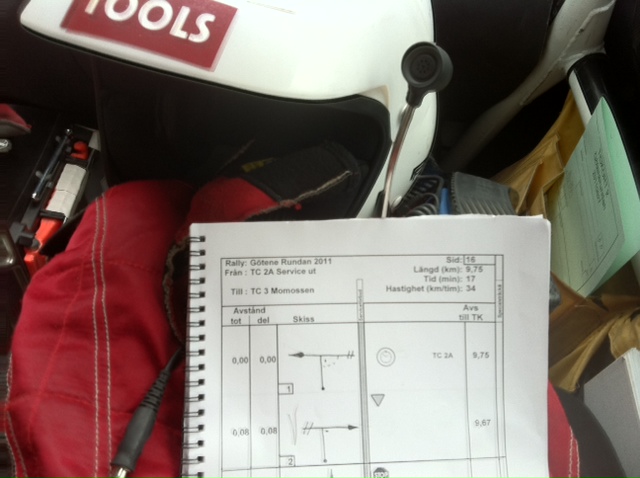 TOOLS
Rally: Götene Rundan 2011
Sid: 16
Från : TC 2A Service ut
Längd (km): 9,75
Tid (min): 17
Till : TC 3 Momossen
Hastighet (km/tim): 34
Avstånd
tot del
Skiss
Avs
till TK
0,00 0,00
TC 2A
9,75
1
0,08 0,08
9,67
2